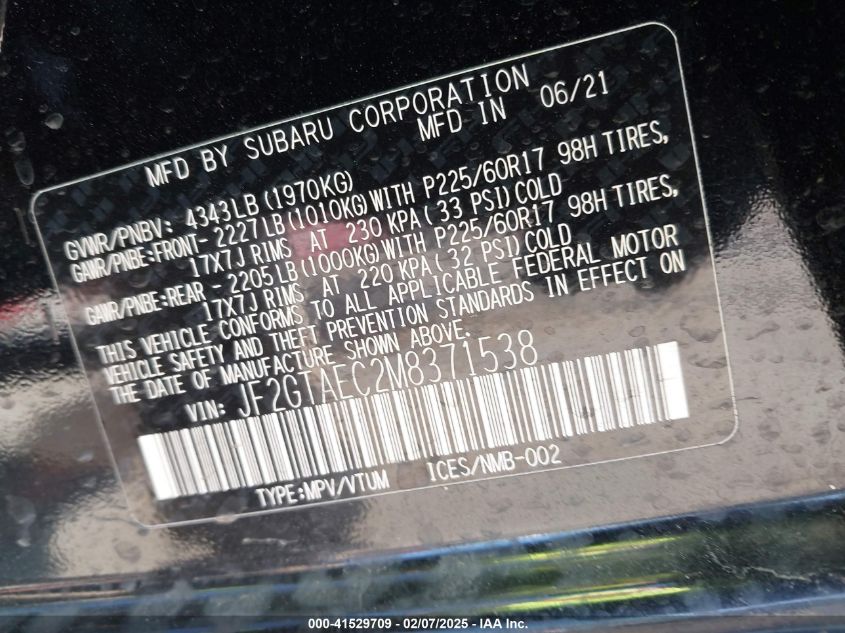 MFD BY SUBARU CORPORATION
MFD IN 06/21
GVWR/PNBV: 4343LB (1970KG)
GAWR/PNBE:FRONT- 2227LB (1010KG) WITH P225/60R17 98H TIRES,
17X7J RIMS AT 230 KPA( 33 PSI) COLD
GAWR/PNBE:REAR - 2205LB (1000KG) WITH P225/60R17 98H TIRES,
17X7J RIMS AT 220 KPA( 32 PSI) COLD
THIS VEHICLE CONFORMS TO ALL APPLICABLE FEDERAL MOTOR
VEHICLE SAFETY AND THEFT PREVENTION STANDARDS IN EFFECT ON
THE DATE OF MANUFACTURE SHOWN ABOVE.
VIN: JF2GTAEC2M8371538
TYPE:MPV/VTUM ICES/NMB-002
000-41529709 - 02/07/2025 - IAA Inc.